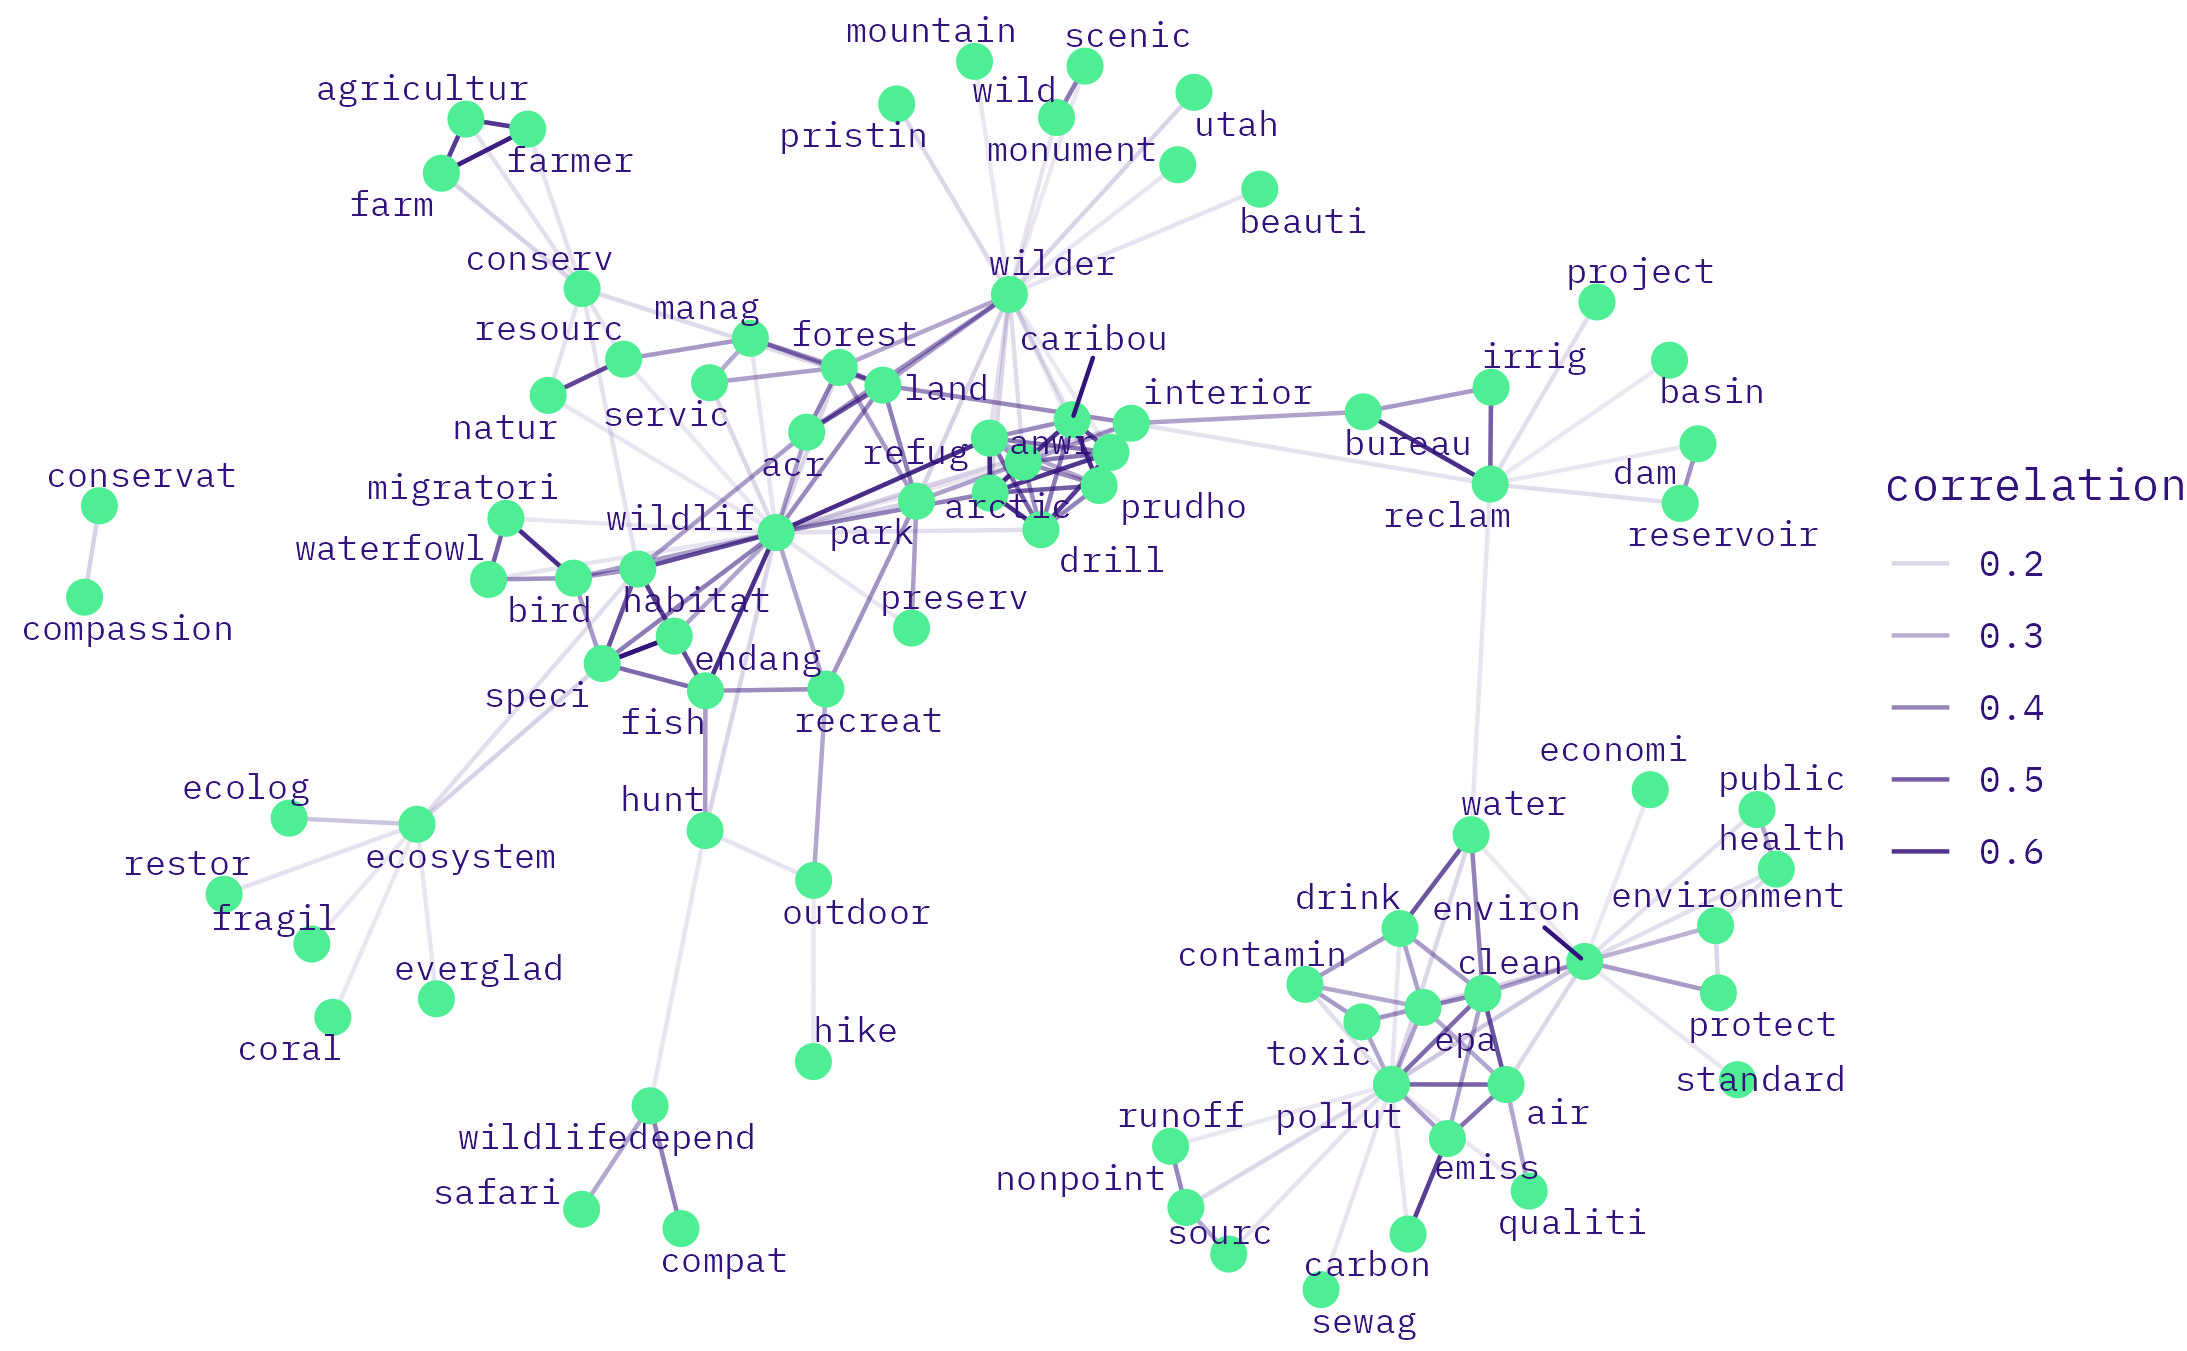 mountain
scenic
agricultur
wild
pristin
utah
farmer
monument
farm
beauti
conserv
wilder
project
manag
resourc
forest
caribou
irrig
land
interior
basin
servic
natur
anwr
bureau
refug
acr
dam
conservat
migratori
correlation
arctic
prudho
reclam
wildlif
park
reservoir
waterfowl
drill
0.2
bird
habitat
preserv
compassion
0.3
endang
speci
fish
recreat
0.4
economi
public
0.5
ecolog
hunt
water
health
0.6
ecosystem
restor
drink
environ
environment
fragil
outdoor
contamin
clean
everglad
protect
hike
coral
toxic
epa
standard
runoff
pollut
air
wildlifedepend
emiss
nonpoint
safari
sourc
qualiti
compat
carbon
sewag